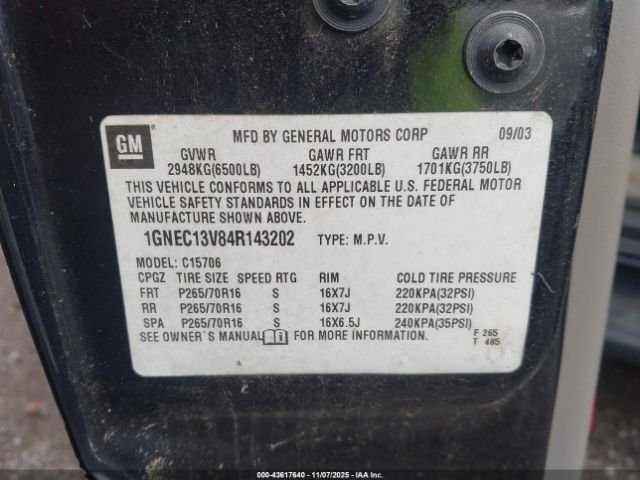 GM®
MFD BY GENERAL MOTORS CORP 09/03
GVWR GAWR FRT GAWR RR
2948KG(6500LB) 1452KG(3200LB) 1701KG(3750LB)
THIS VEHICLE CONFORMS TO ALL APPLICABLE U.S. FEDERAL MOTOR
VEHICLE SAFETY STANDARDS IN EFFECT ON THE DATE OF
MANUFACTURE SHOWN ABOVE.
1GNEC13V84R143202 TYPE: M.P.V.
MODEL: C15706
CPGZ TIRE SIZE SPEED RTG RIM COLD TIRE PRESSURE
FRT P265/70R16 S 16X7J 220KPA(32PSI)
RR P265/70R16 S 16X7J 220KPA(32PSI)
SPA P265/70R16 S 16X6.5J 240KPA(35PSI)
SEE OWNER'S MANUAL i FOR MORE INFORMATION.
F 265
T 485
000-43617640 - 11/07/2025 - IAAI.COM